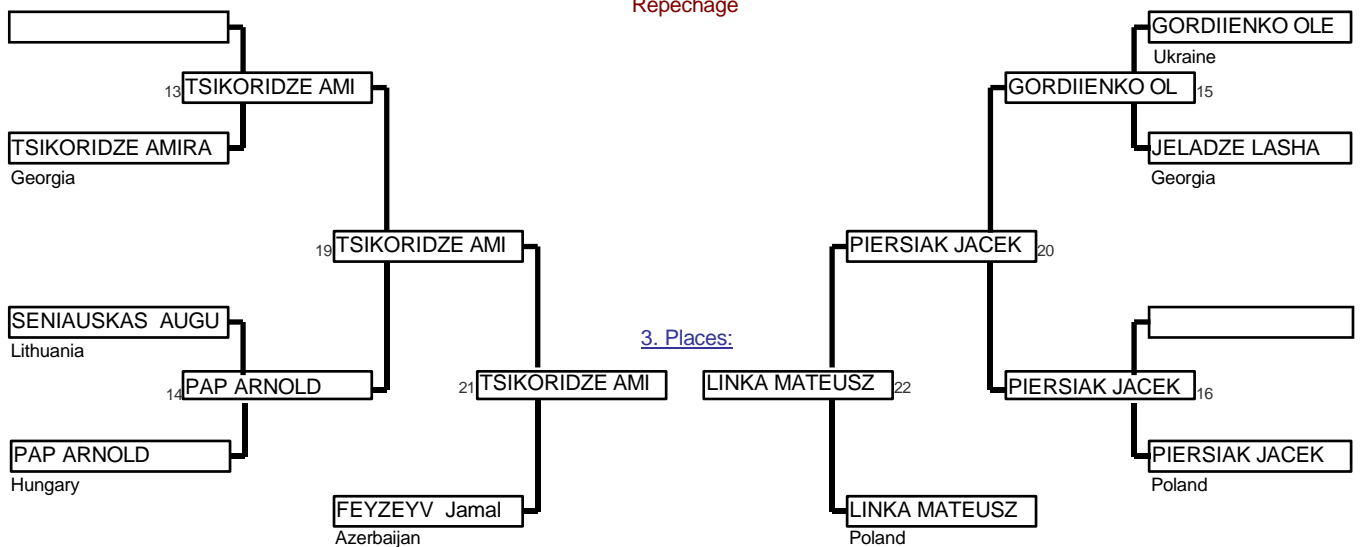 Repechage
GORDIIENKO OLE
Ukraine
13 TSIKORIDZE AMI
GORDIIENKO OL 15
TSIKORIDZE AMIRA
Georgia
JELADZE LASHA
Georgia
19 TSIKORIDZE AMI
PIERSIAK JACEK 20
SENIAUSKAS AUGU
Lithuania
3. Places:
14 PAP ARNOLD
21 TSIKORIDZE AMI
LINKA MATEUSZ 22
PIERSIAK JACEK 16
PAP ARNOLD
Hungary
PIERSIAK JACEK
Poland
FEYZEYV Jamal
Azerbaijan
LINKA MATEUSZ
Poland